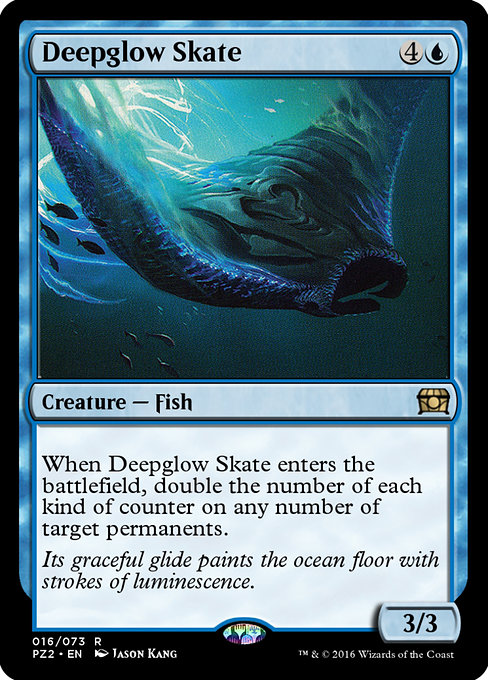 Deepglow Skate 4
Creature — Fish
When Deepglow Skate enters the
battlefield, double the number of each
kind of counter on any number of
target permanents.
Its graceful glide paints the ocean floor with
strokes of luminescence.
3/3
016/073 R
PZ2 • EN Jason Kang
™ & © 2016 Wizards of the Coast